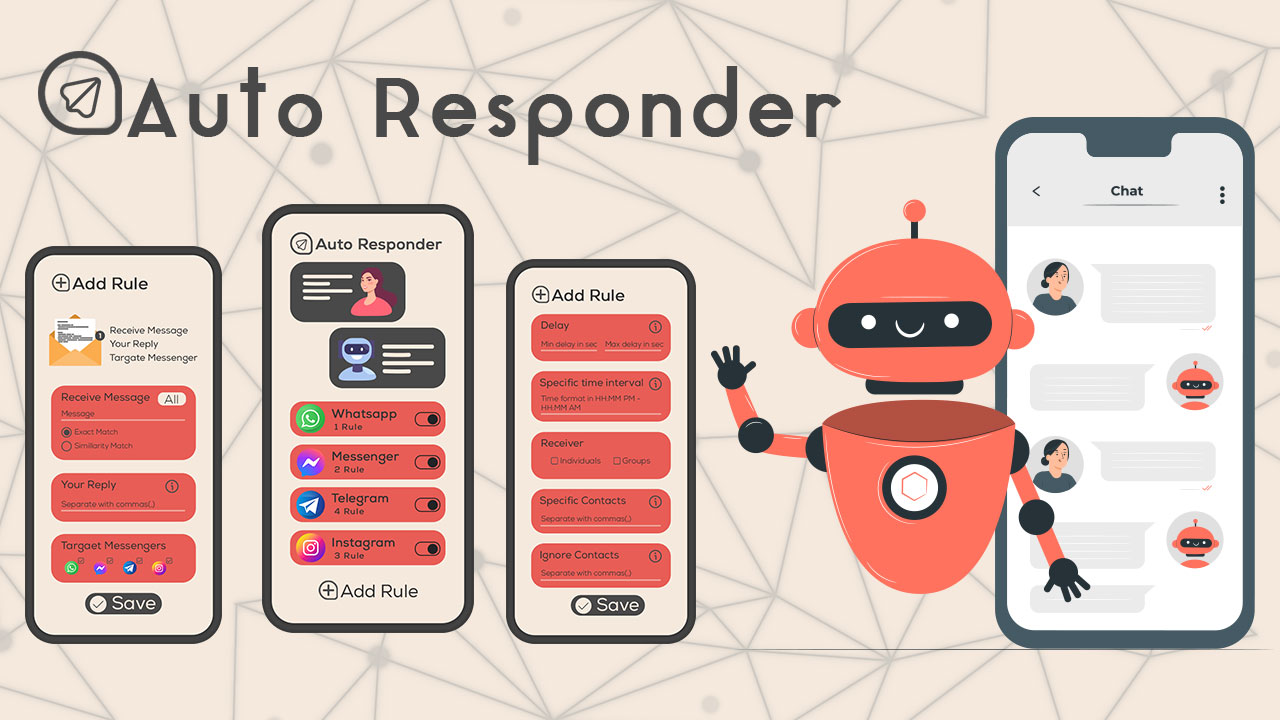 Auto Responder
Add Rule
1
Receive Message
Your Reply
Targate Messenger
Receive Message All
Message
Exact Match
Simillarity Match
Your Reply
Separate with commas(,)
Targaet Messengers
Save
Auto Responder
Whatsapp
1 Rule
Messenger
2 Rule
Telegram
4 Rule
Instagram
3 Rule
Add Rule
Add Rule
Delay
Min delay in sec Max delay in sec
Specific time interval
Time format in HH.MM PM -
HH.MM AM
Receiver
Individuals Groups
Specific Contacts
Separate with commas(,)
Ignore Contacts
Separate with commas(,)
Save
Chat